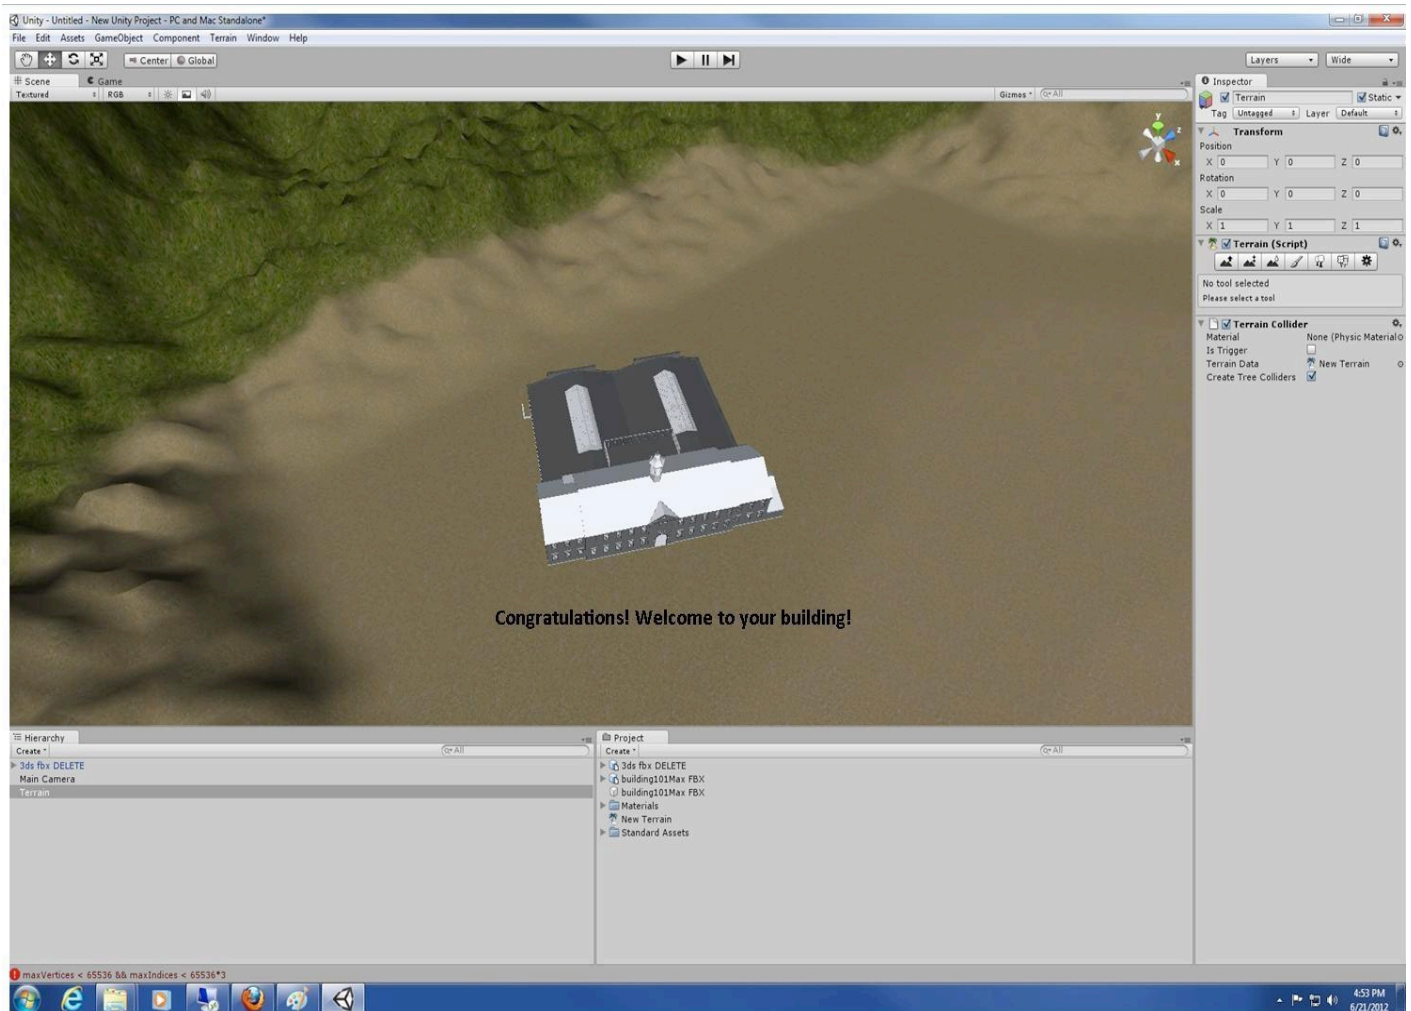 Unity - Untitled - New Unity Project - PC and Mac Standalone*
File Edit Assets GameObject Component Terrain Window Help
Center Global Layers Wide
Scene Game
Textured RGB Gizmos All
Inspector
Terrain Static
Tag Untagged Layer Default
Transform
Position
X 0 Y 0 Z 0
Rotation
X 0 Y 0 Z 0
Scale
X 1 Y 1 Z 1
Terrain (Script)
No tool selected
Please select a tool
Terrain Collider
Material None (Physic Material
Is Trigger
Terrain Data New Terrain
Create Tree Colliders
y
z
x
Congratulations! Welcome to your building!
Hierarchy
Create All
3ds fbx DELETE
Main Camera
Terrain
Project
Create All
3ds fbx DELETE
building101Max FBX
building101Max FBX
Materials
New Terrain
Standard Assets
maxVertices < 65536 && maxIndices < 65536*3
4:53 PM
6/21/2012